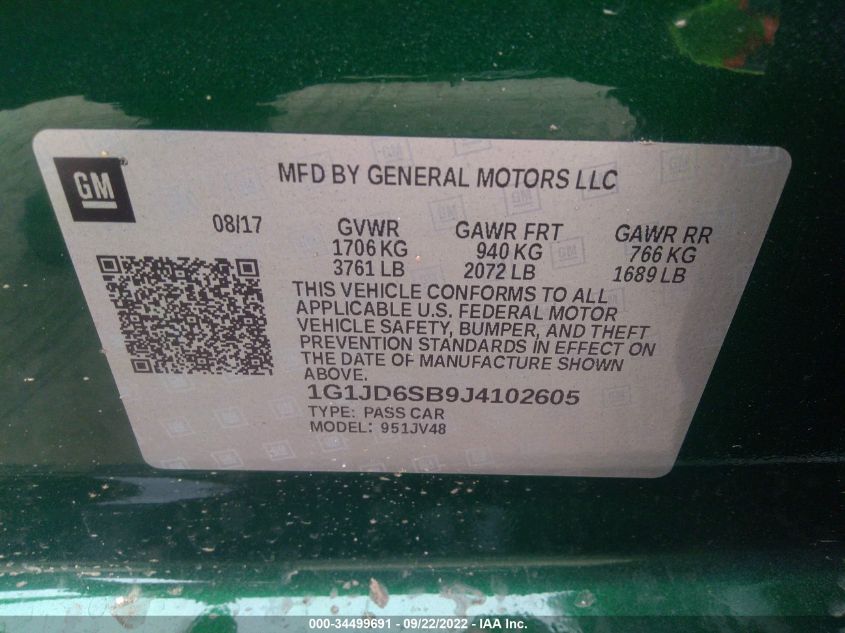 GM
MFD BY GENERAL MOTORS LLC
08/17 GVWR GAWR FRT GAWR RR
1706 KG 940 KG 766 KG
3761 LB 2072 LB 1689 LB
THIS VEHICLE CONFORMS TO ALL
APPLICABLE U.S. FEDERAL MOTOR
VEHICLE SAFETY, BUMPER, AND THEFT
PREVENTION STANDARDS IN EFFECT ON
THE DATE OF MANUFACTURE SHOWN
ABOVE.
1G1JD6SB9J4102605
TYPE: PASS CAR
MODEL: 951JV48
000-34499691 - 09/22/2022 - IAA Inc.